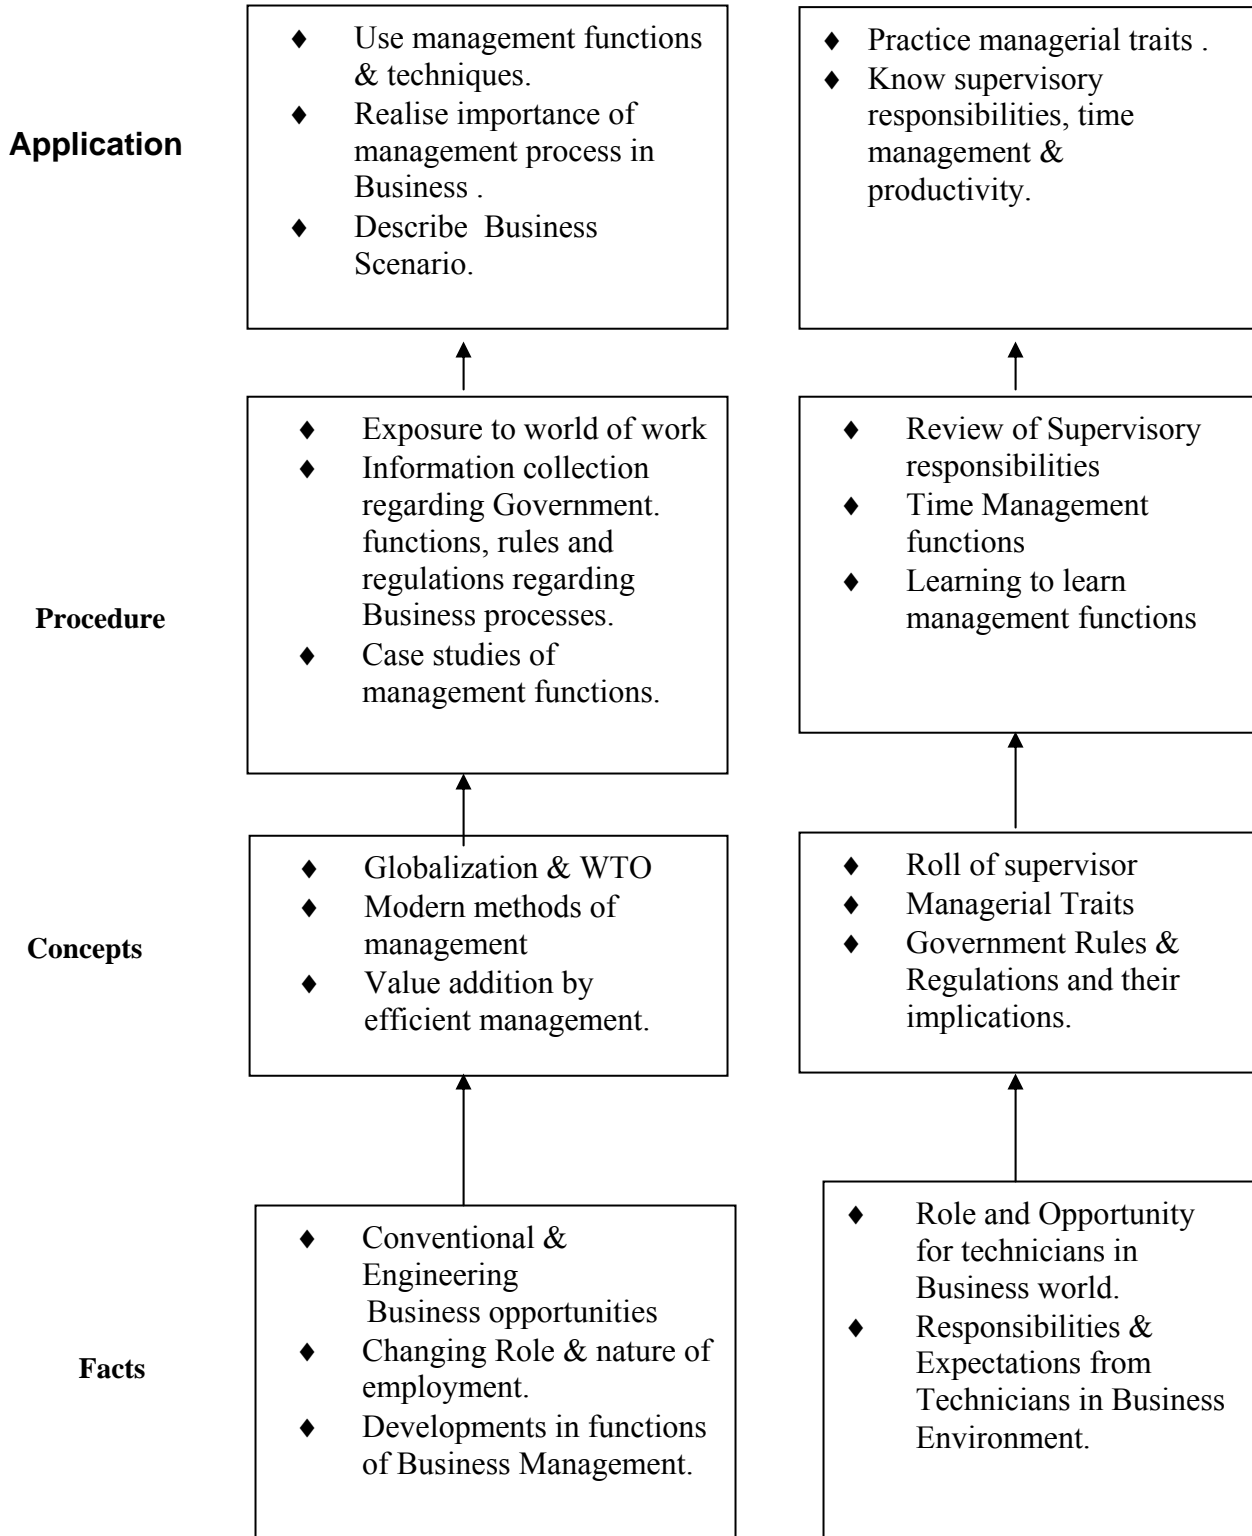 Application
♦ Use management functions
& techniques.
♦ Realise importance of
management process in
Business .
♦ Describe Business
Scenario.
♦ Practice managerial traits .
♦ Know supervisory
responsibilities, time
management &
productivity.
Procedure
♦ Exposure to world of work
♦ Information collection
regarding Government.
functions, rules and
regulations regarding
Business processes.
♦ Case studies of
management functions.
♦ Review of Supervisory
responsibilities
♦ Time Management
functions
♦ Learning to learn
management functions
Concepts
♦ Globalization & WTO
♦ Modern methods of
management
♦ Value addition by
efficient management.
♦ Roll of supervisor
♦ Managerial Traits
♦ Government Rules &
Regulations and their
implications.
Facts
♦ Conventional &
Engineering
Business opportunities
♦ Changing Role & nature of
employment.
♦ Developments in functions
of Business Management.
♦ Role and Opportunity
for technicians in
Business world.
♦ Responsibilities &
Expectations from
Technicians in Business
Environment.